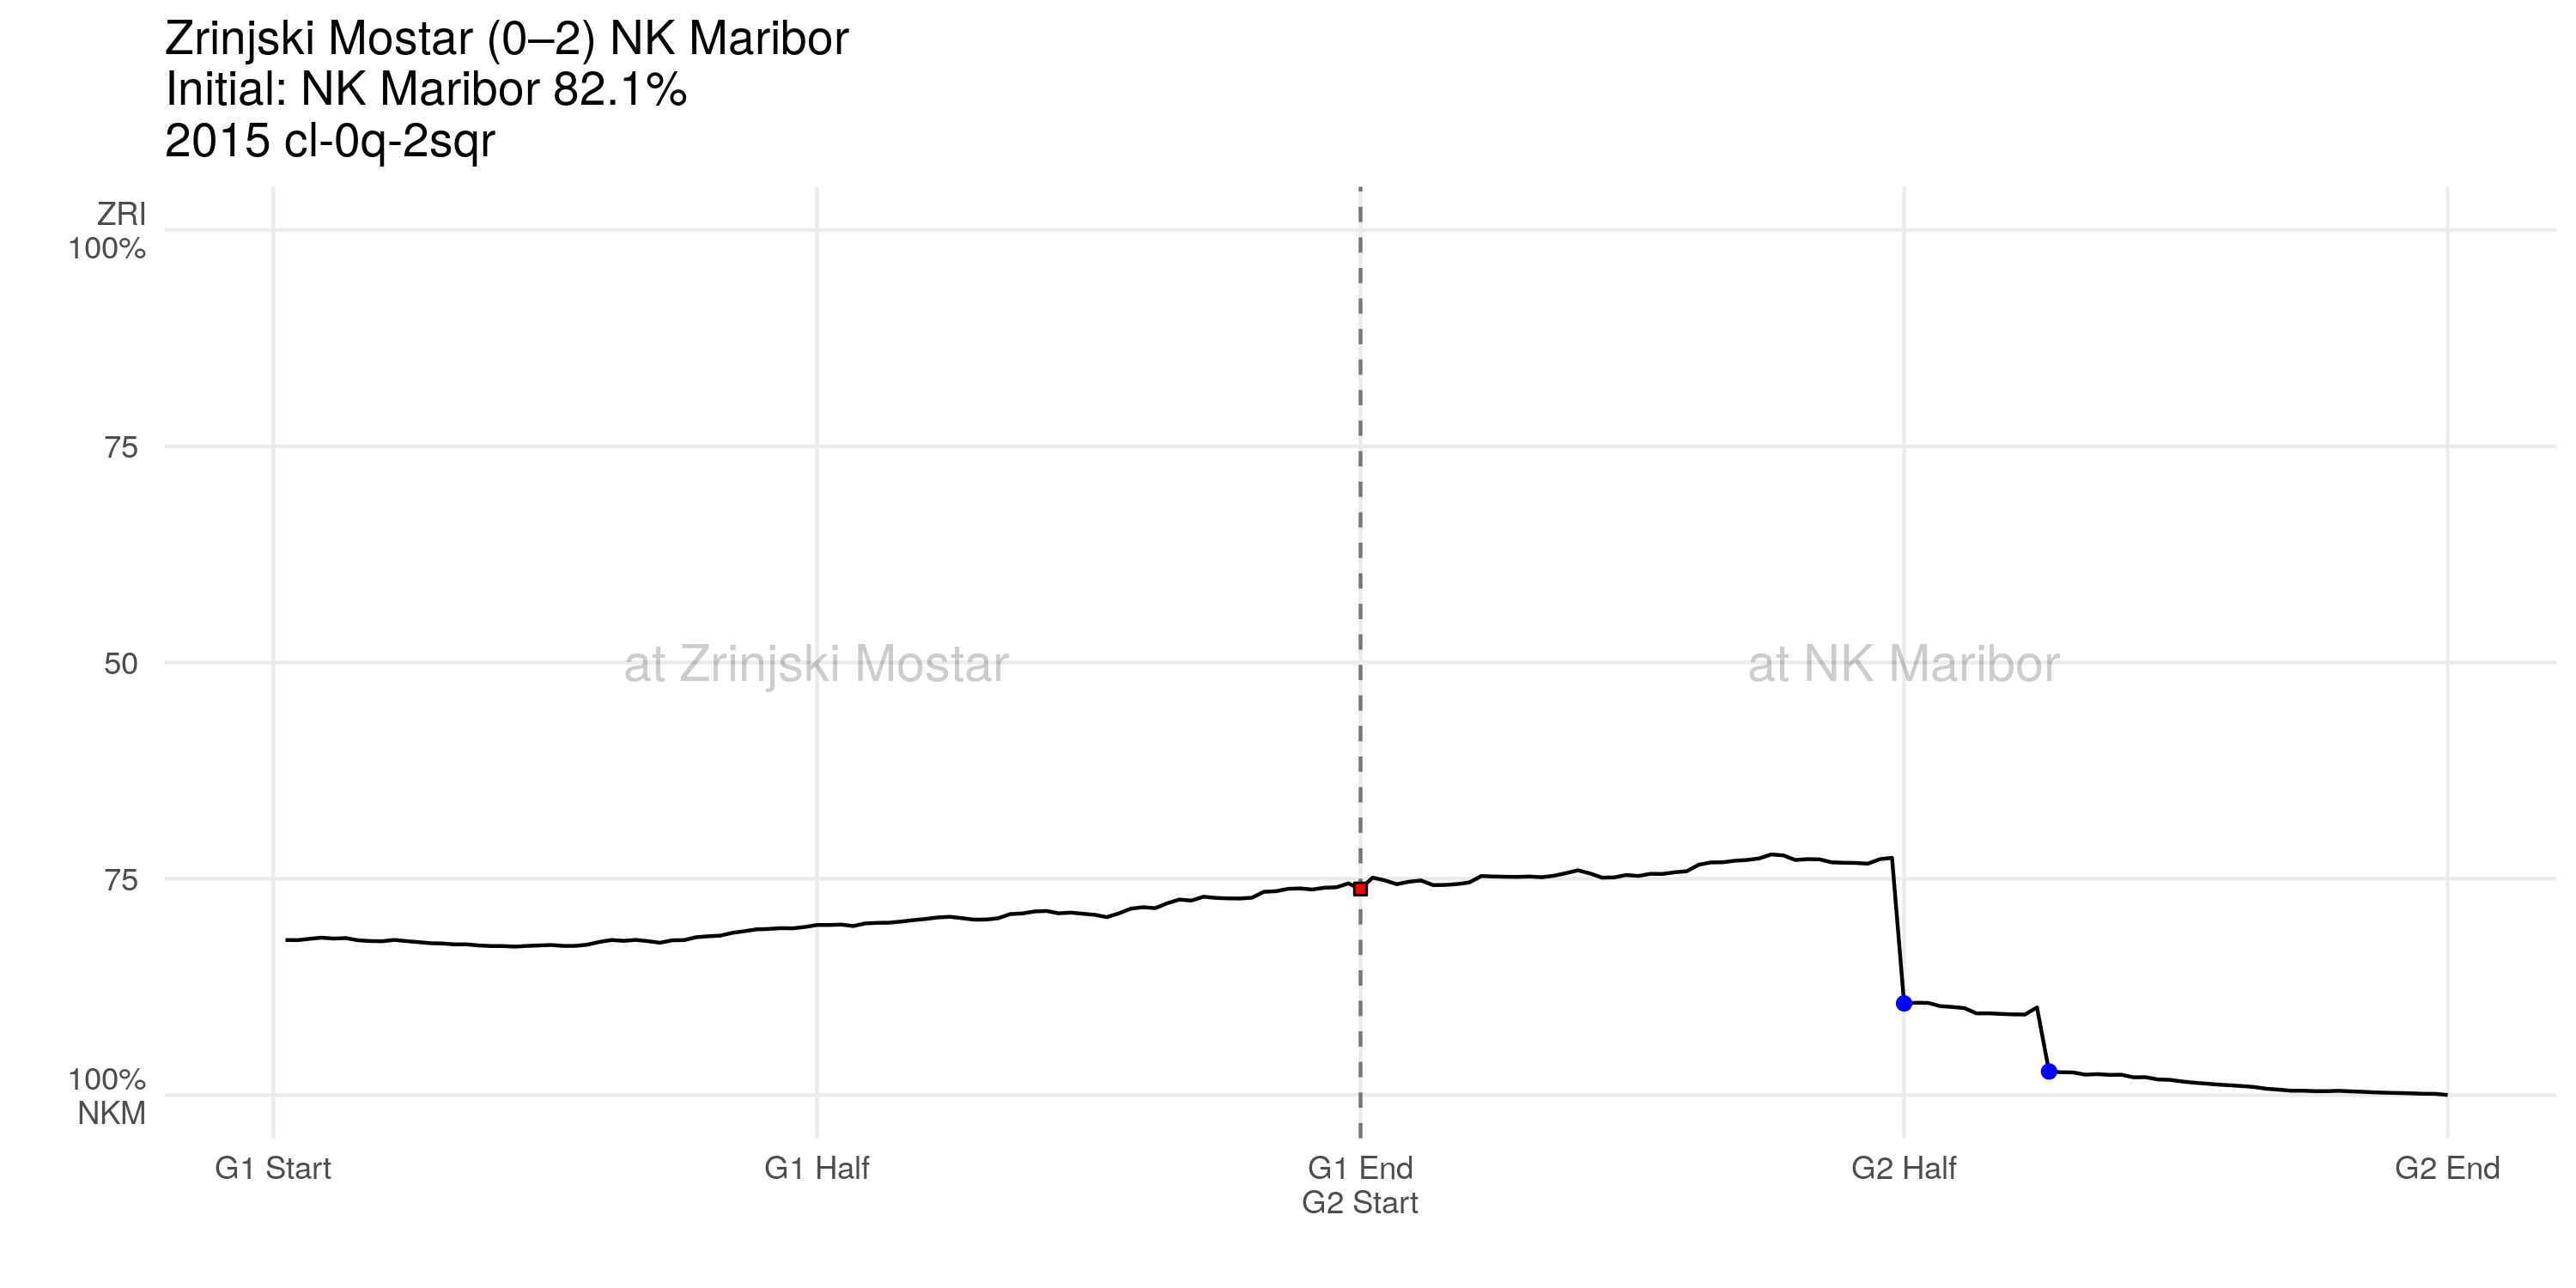 Zrinjski Mostar (0–2) NK Maribor
Initial: NK Maribor 82.1%
2015 cl-0q-2sqr
ZRI
100%
75
50
75
100%
NKM
at Zrinjski Mostar
at NK Maribor
G1 Start
G1 Half
G1 End
G2 Start
G2 Half
G2 End